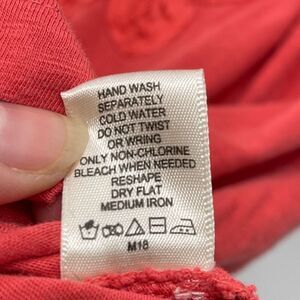 HAND WASH
SEPARATELY
COLD WATER
DO NOT TWIST
OR WRING
ONLY NON-CHLORINE
BLEACH WHEN NEEDED
RESHAPE
DRY FLAT
MEDIUM IRON
M18